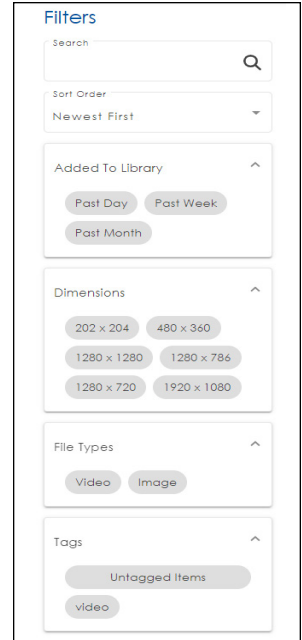 Filters
Search
Sort Order
Newest First
Added To Library
Past Day Past Week
Past Month
Dimensions
202 x 204 480 x 360
1280 x 1280 1280 x 786
1280 x 720 1920 x 1080
File Types
Video Image
Tags
Untagged Items
video